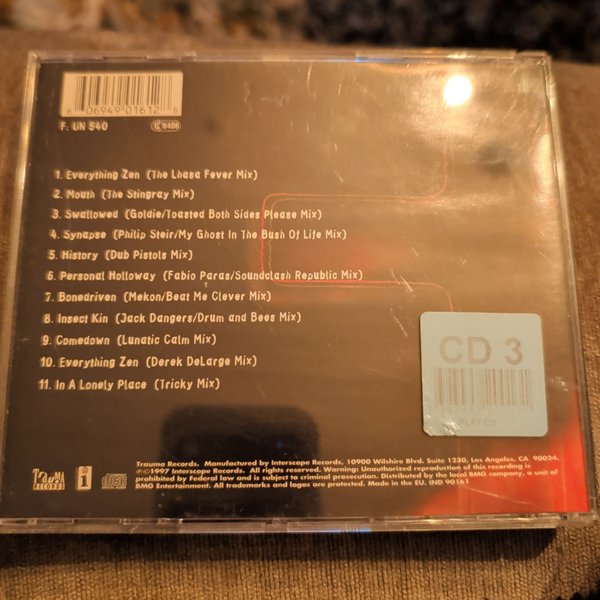 6 06949 01612 8
F: UN 540
LC 6406
1. Everything Zen (The Lhasa Fever Mix)
2. Mouth (The Stingray Mix)
3. Swallowed (Goldie/Toasted Both Sides Please Mix)
4. Synapse (Philip Steir/My Ghost In The Bush Of Life Mix)
5. History (Dub Pistols Mix)
6. Personal Holloway (Fabio Paras/Soundclash Republic Mix)
7. Bonedriven (Mekon/Beat Me Clever Mix)
8. Insect Kin (Jack Dangers/Drum and Bees Mix)
9. Comedown (Lunatic Calm Mix)
10. Everything Zen (Derek DeLarge Mix)
11. In A Lonely Place (Tricky Mix)
CD 3
PLAY CD
Trauma Records. Manufactured by Interscope Records, 10900 Wilshire Blvd. Suite 1230, Los Angeles, CA 90024.
℗©1997 Interscope Records. All rights reserved. Warning: Unauthorized reproduction of this recording is
prohibited by Federal law and is subject to criminal prosecution. Distributed by the local BMG company, a unit of
BMG Entertainment. All trademarks and logos are protected. Made in the EU. IND 90161
TRAUMA
RECORDS
i
disc